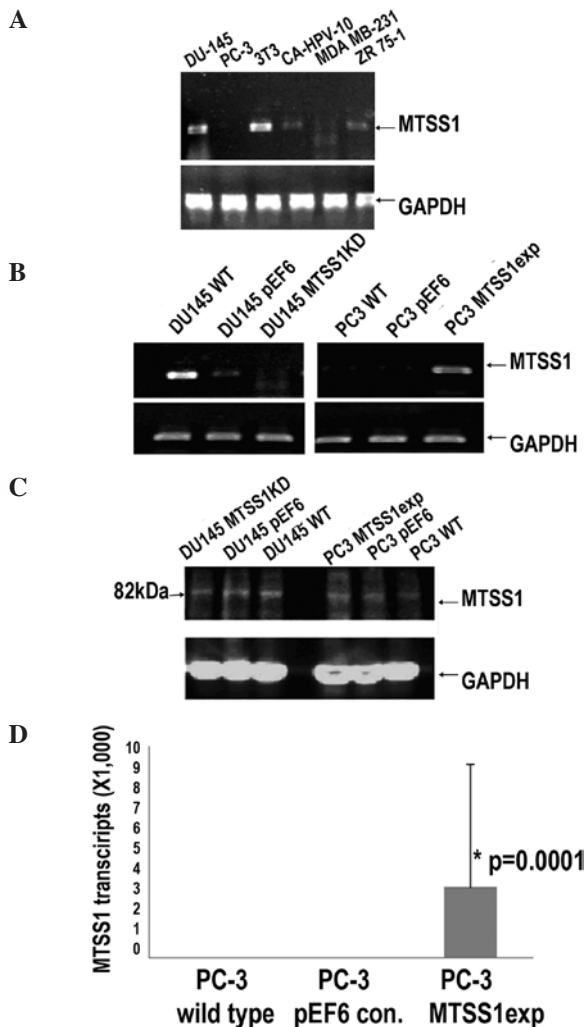 A
DU-145 PC-3 3T3 CA-HPV-10 MDA MB-231 ZR 75-1
MTSS1
GAPDH
B
DU145 WT DU145 pEF6 DU145 MTSS1KD PC3 WT PC3 pEF6 PC3 MTSS1exp
MTSS1
GAPDH
C
DU145 MTSS1KD DU145 pEF6 DU145 WT PC3 MTSS1exp PC3 pEF6 PC3 WT
82kDa MTSS1
GAPDH
D
MTSS1 transciripts (X1,000)
10
9
8
7
6
5
4
3
2
1
0
* p=0.0001
PC-3 PC-3 PC-3
wild type pEF6 con. MTSS1exp